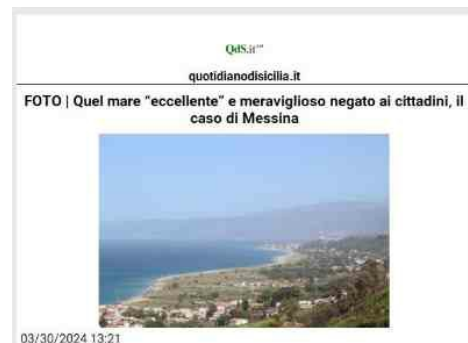 QdS.it
quotidianodisicilia.it
FOTO | Quel mare "eccellente" e meraviglioso negato ai cittadini, il
caso di Messina
03/30/2024 13:21